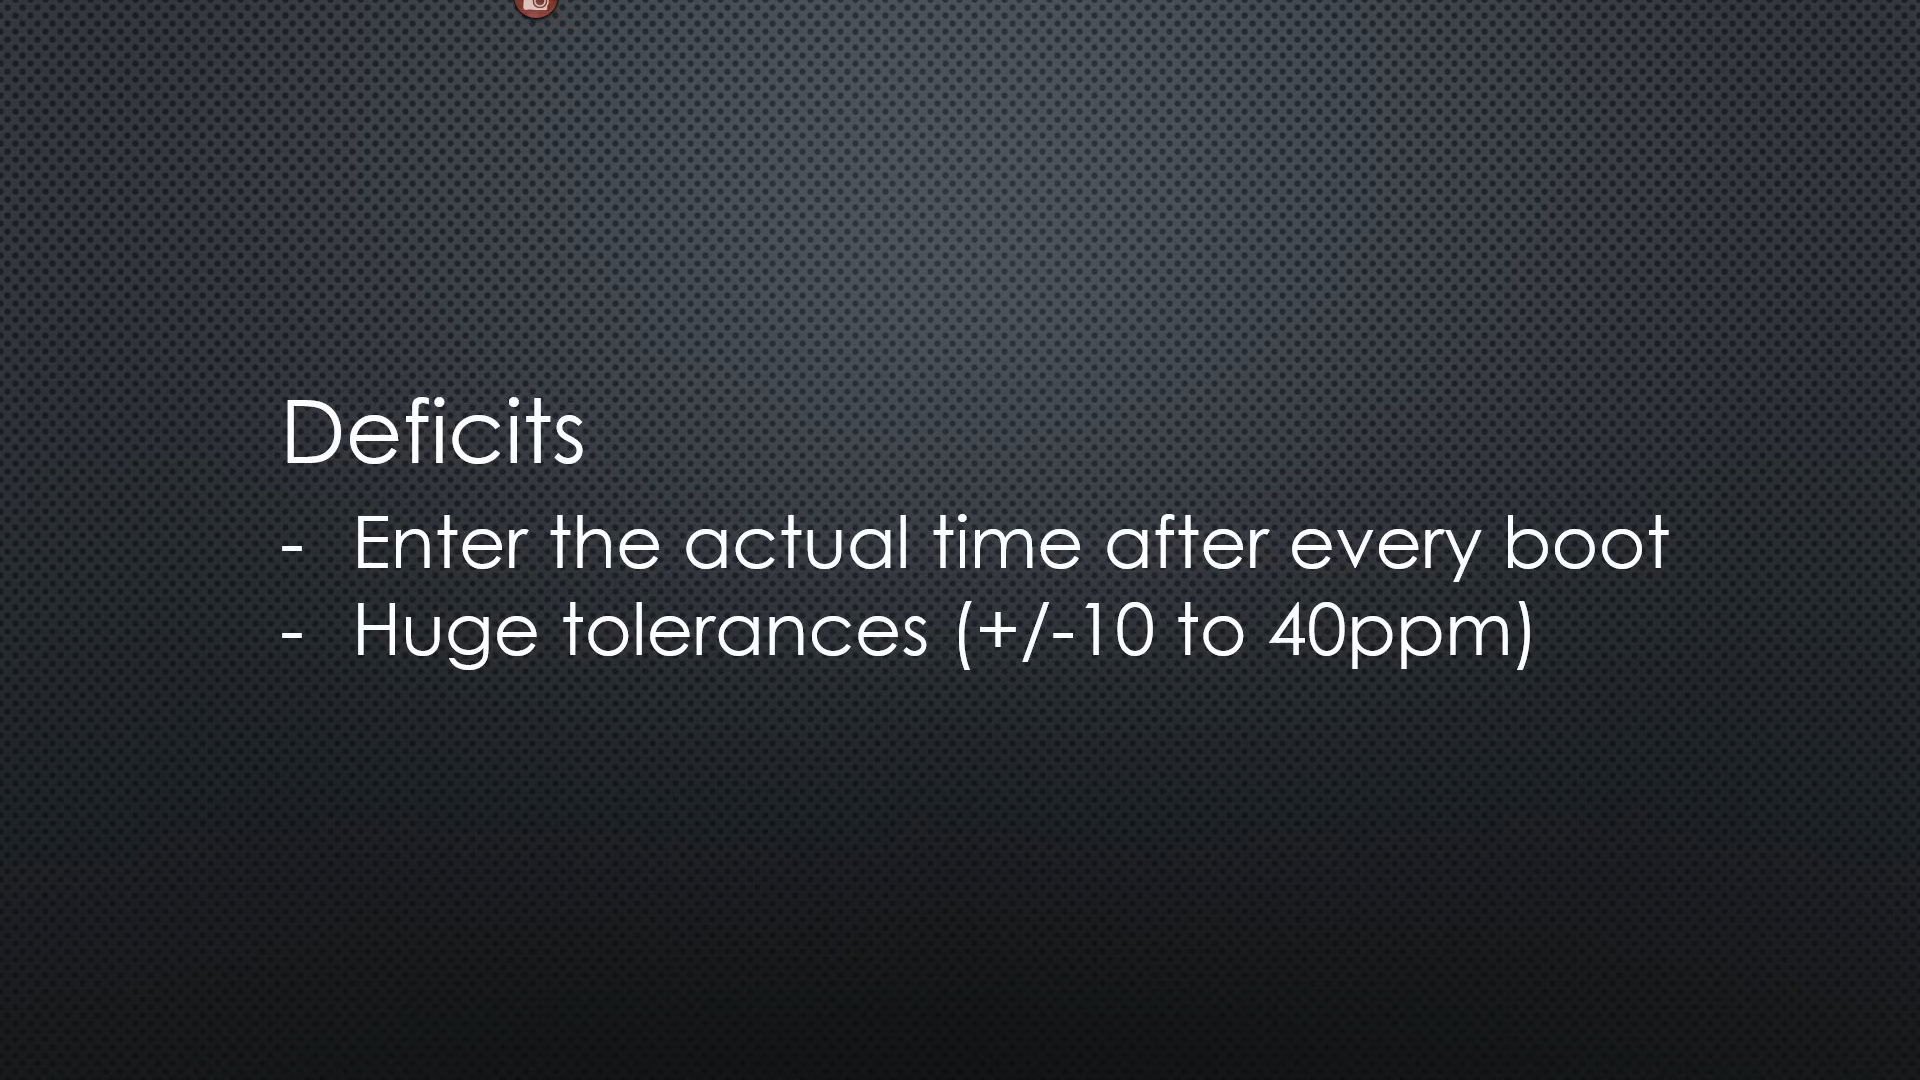 Deficits
- Enter the actual time after every boot
- Huge tolerances (+/-10 to 40ppm)